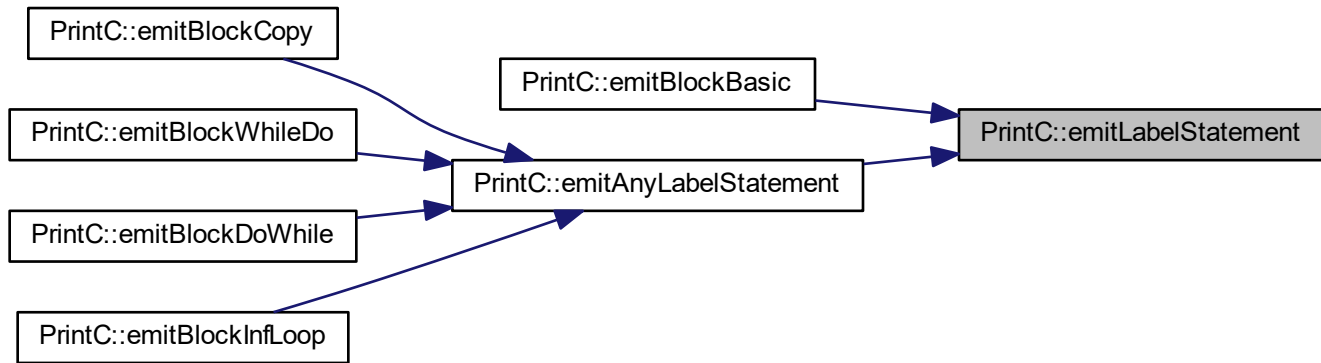 PrintC::emitBlockCopy
PrintC::emitBlockBasic
PrintC::emitLabelStatement
PrintC::emitBlockWhileDo
PrintC::emitAnyLabelStatement
PrintC::emitBlockDoWhile
PrintC::emitBlockInfLoop